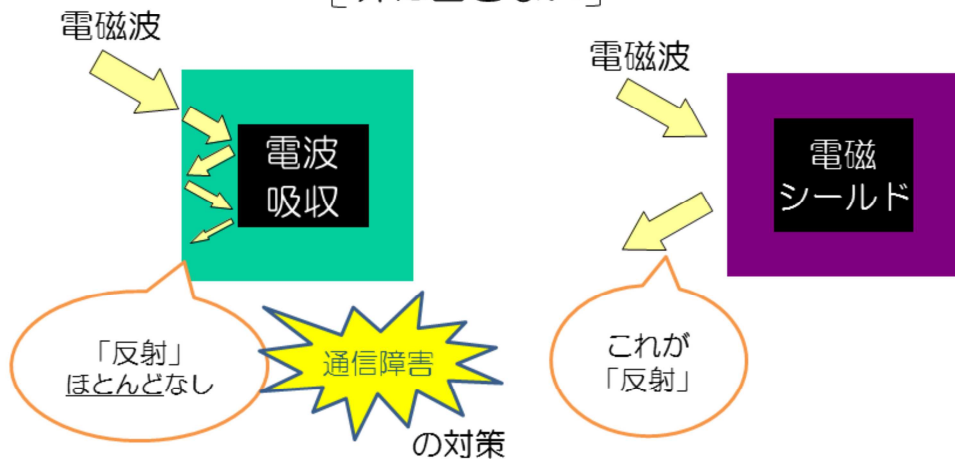 電磁波
電波
吸収
「反射」
ほとんどなし
通信障害
の対策
電磁波
電磁
シールド
これが
「反射」